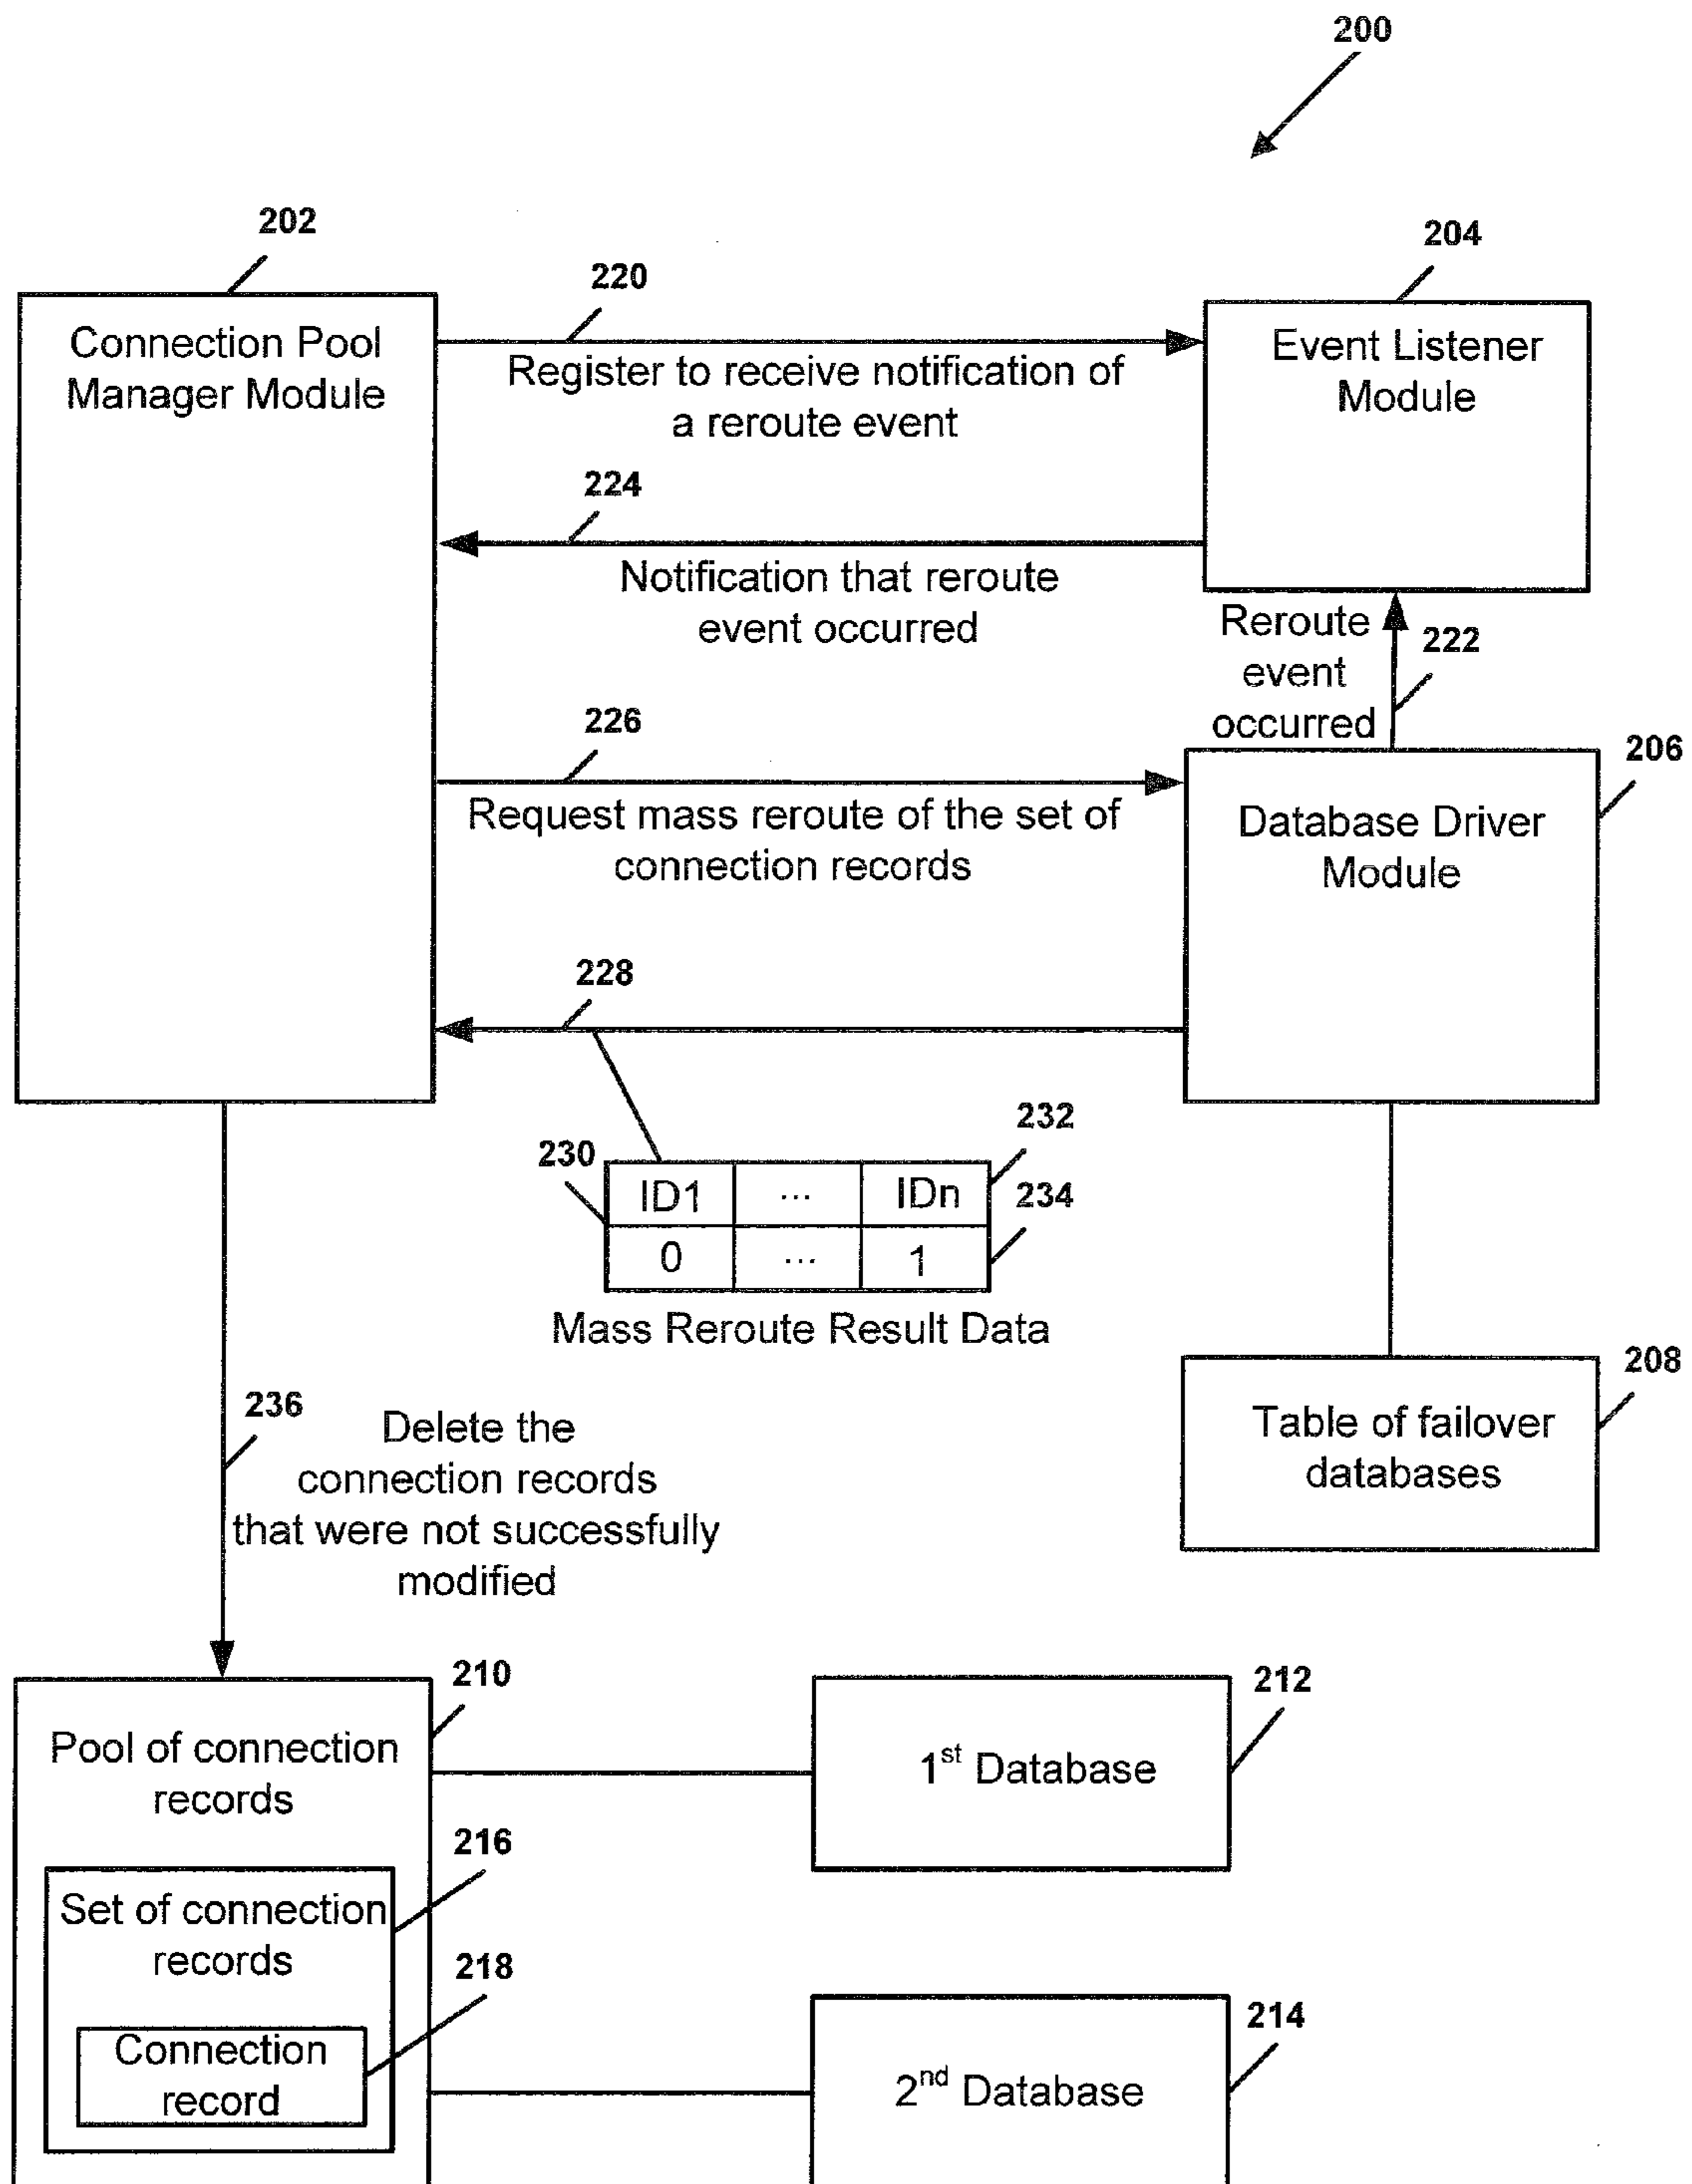 200
202
204
220
Connection Pool
Manager Module
Event Listener
Module
Register to receive notification of
a reroute event
224
Notification that reroute
event occurred
Reroute
event
occurred
222
226
206
Request mass reroute of the set of
connection records
Database Driver
Module
228
232
230
ID1 ... IDn
234
0 ... 1
Mass Reroute Result Data
208
Table of failover
databases
236
Delete the
connection records
that were not successfully
modified
210
212
Pool of connection
records
1st Database
216
Set of connection
records
218
214
Connection
record
2nd Database